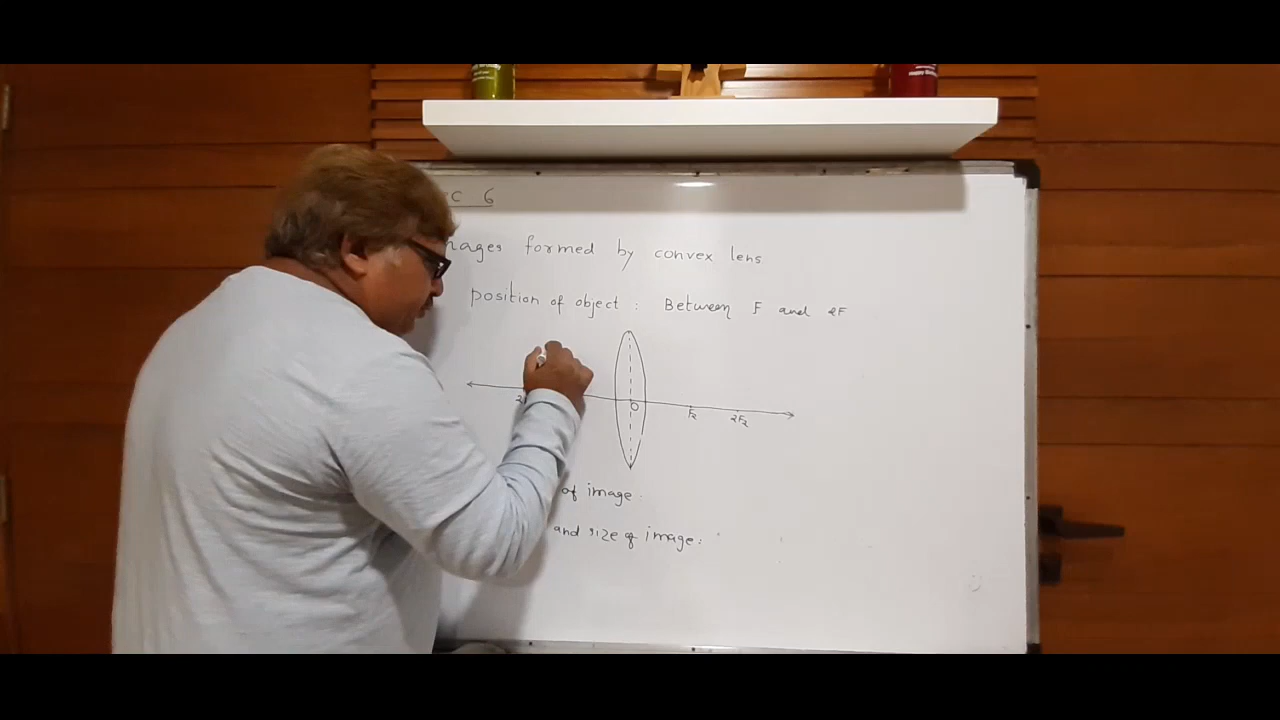 6
formed by convex lens
position of object : Between F and 2F
O F₂ 2F₂
of image :
and size of image :